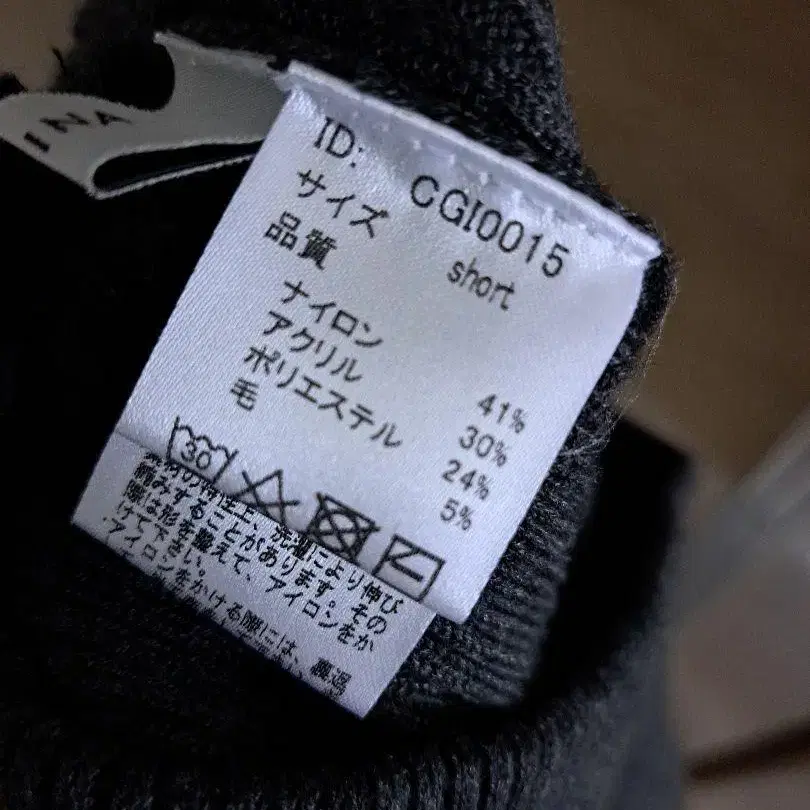 INA
ID: CGI0015
サイズ short
品質
ナイロン 41%
アクリル 30%
ポリエステル 24%
毛 5%
30
素材の特性上、洗濯により伸び
縮みすることがあります。その
際は形を整えて、アイロンをか
けて下さい。
・アイロンをかける際には、裏返